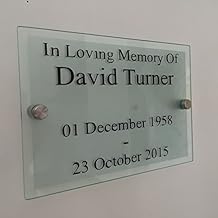 In Loving Memory Of
David Turner
01 December 1958
-
23 October 2015